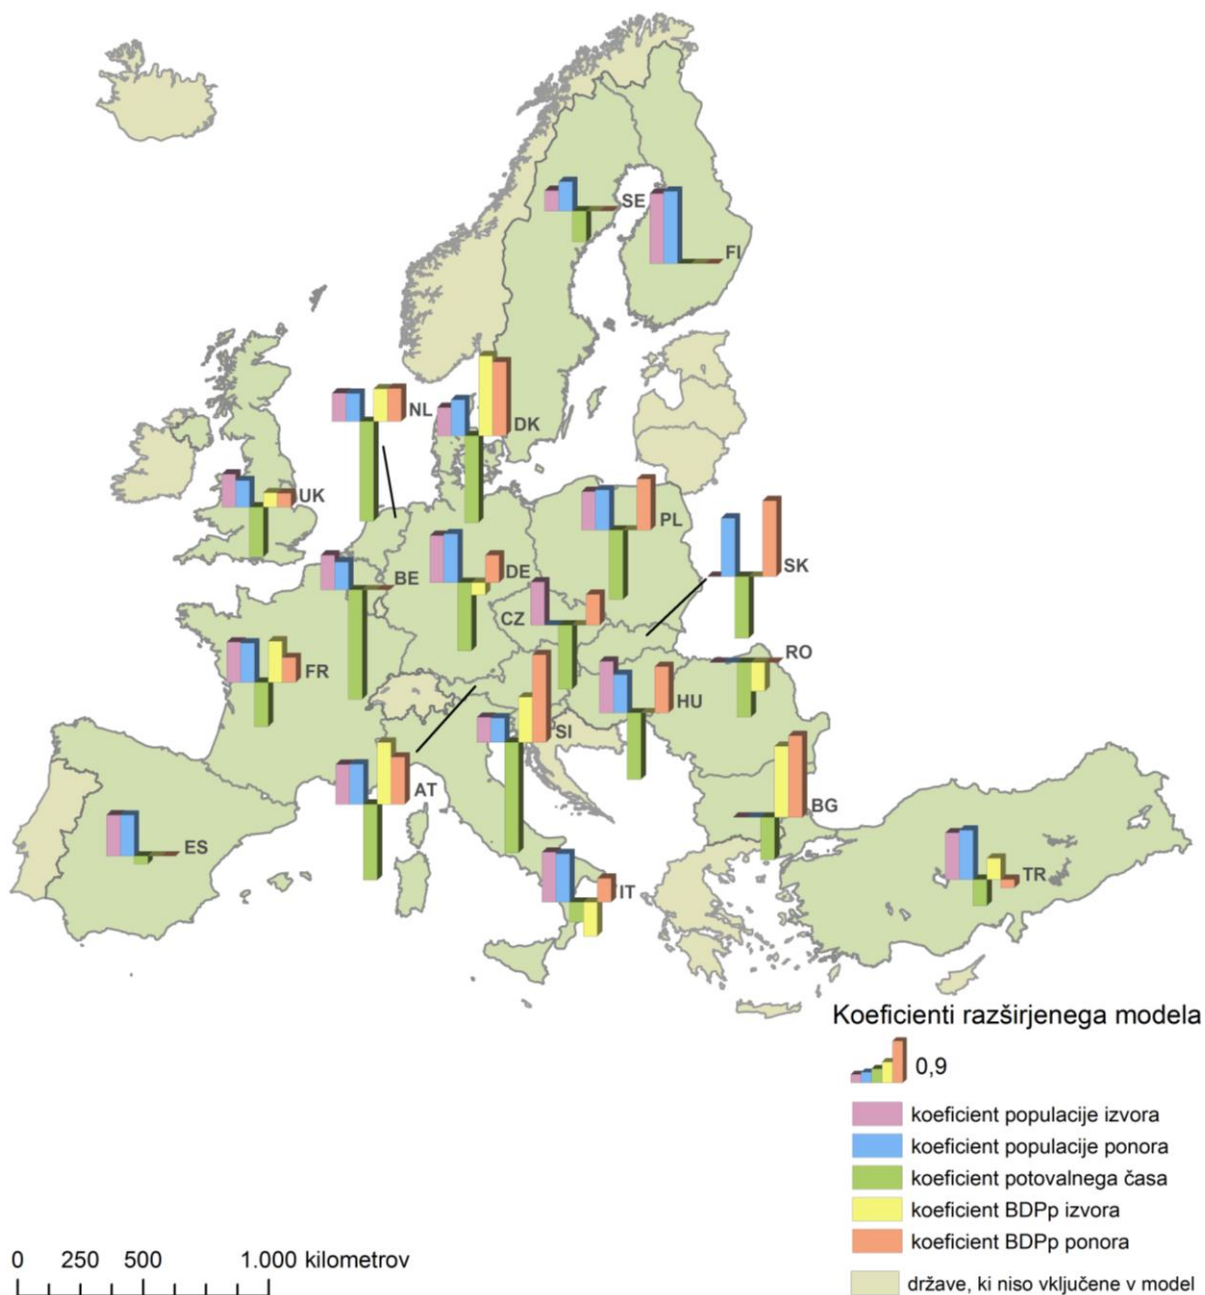 SE
FI
NL
DK
UK
PL
SK
BE
DE
CZ
RO
FR
HU
SI
AT
BG
ES
IT
TR
Koeficienti razširjenega modela
0,9
koeficient populacije izvora
koeficient populacije ponora
koeficient potovalnega časa
koeficient BDPp izvora
koeficient BDPp ponora
države, ki niso vključene v model
0 250 500 1.000 kilometrov